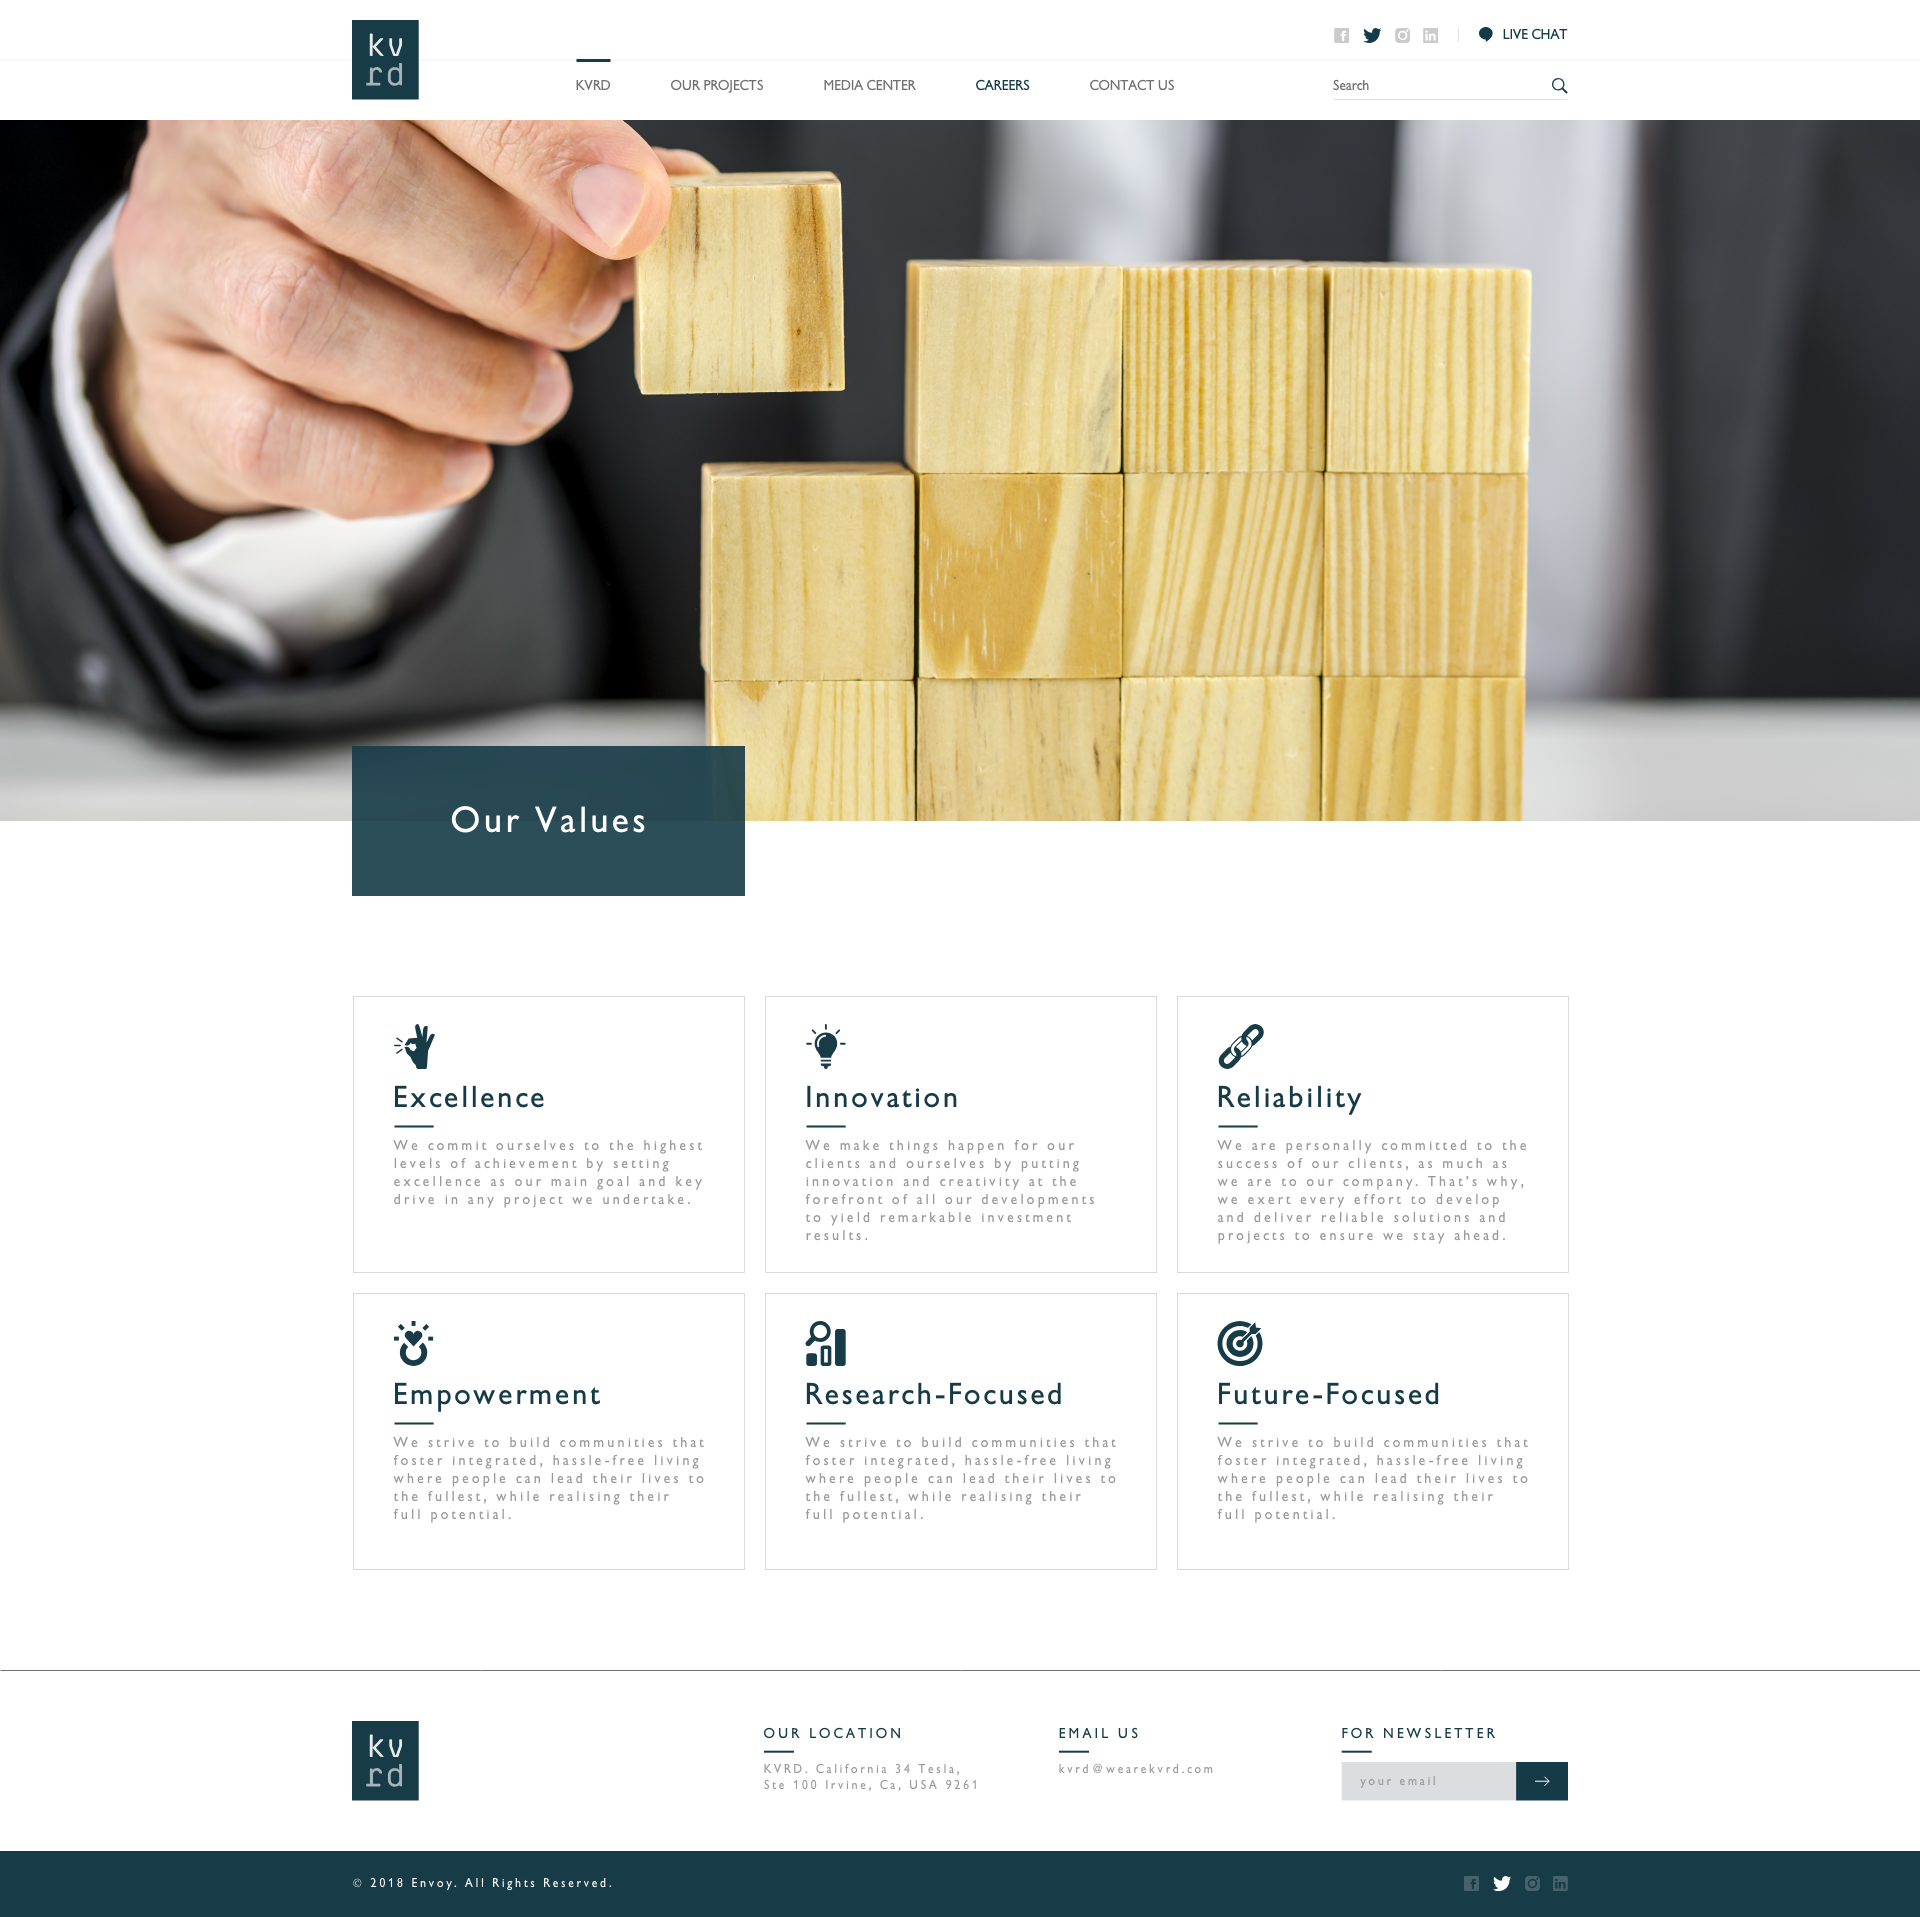 kv
rd
LIVE CHAT
KVRD OUR PROJECTS MEDIA CENTER CAREERS CONTACT US Search
Our Values
Excellence
We commit ourselves to the highest
levels of achievement by setting
excellence as our main goal and key
drive in any project we undertake.
Innovation
We make things happen for our
clients and ourselves by putting
innovation and creativity at the
forefront of all our developments
to yield remarkable investment
results.
Reliability
We are personally committed to the
success of our clients, as much as
we are to our company. That's why,
we exert every effort to develop
and deliver reliable solutions and
projects to ensure we stay ahead.
Empowerment
We strive to build communities that
foster integrated, hassle-free living
where people can lead their lives to
the fullest, while realising their
full potential.
Research-Focused
We strive to build communities that
foster integrated, hassle-free living
where people can lead their lives to
the fullest, while realising their
full potential.
Future-Focused
We strive to build communities that
foster integrated, hassle-free living
where people can lead their lives to
the fullest, while realising their
full potential.
kv
rd
OUR LOCATION
KVRD. California 34 Tesla,
Ste 100 Irvine, Ca, USA 9261
EMAIL US
kvrd@wearekvrd.com
FOR NEWSLETTER
your email
© 2018 Envoy. All Rights Reserved.